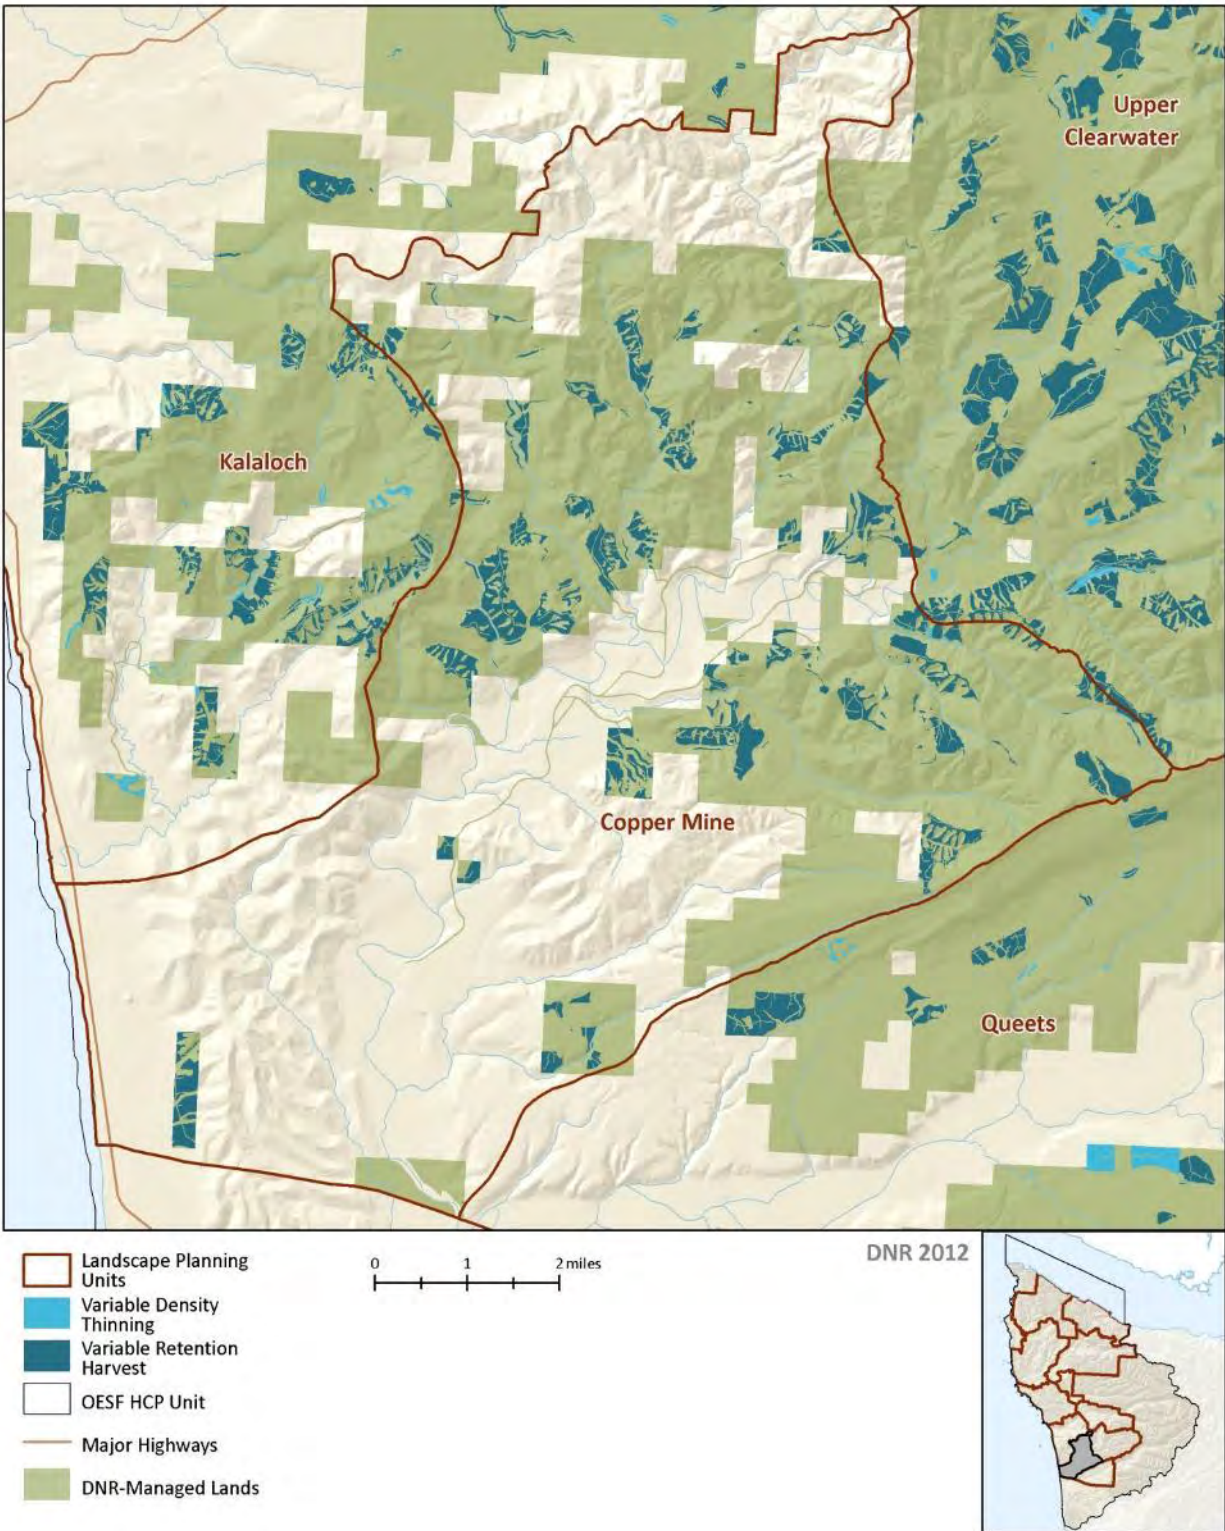 Upper
Clearwater
Kalaloch
Copper Mine
Queets
Landscape Planning
Units
Variable Density
Thinning
Variable Retention
Harvest
OESF HCP Unit
Major Highways
DNR-Managed Lands
0 1 2 miles
DNR 2012